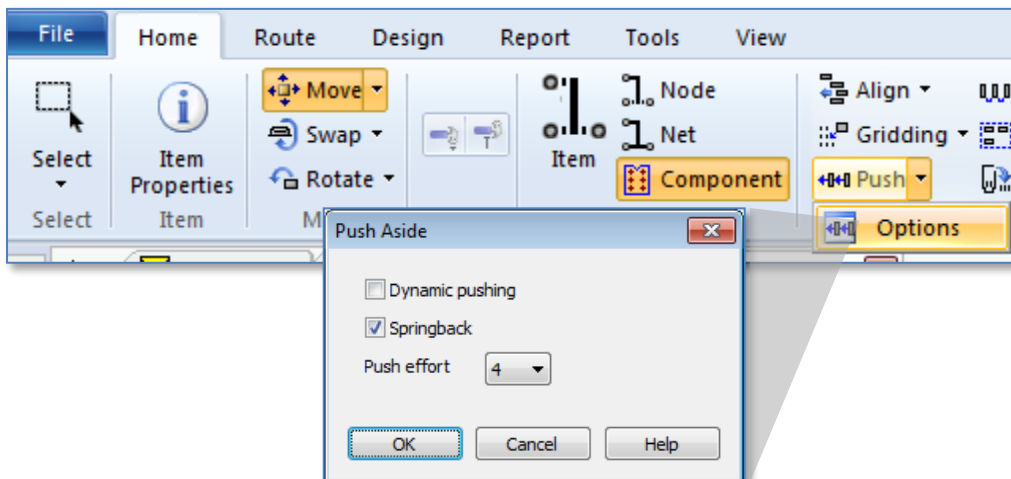 File Home Route Design Report Tools View
Move Node Align
Swap Net Gridding
Select Item Properties Rotate Item Component Push
Select Item M Options
Push Aside
Dynamic pushing
Springback
Push effort 4
OK Cancel Help